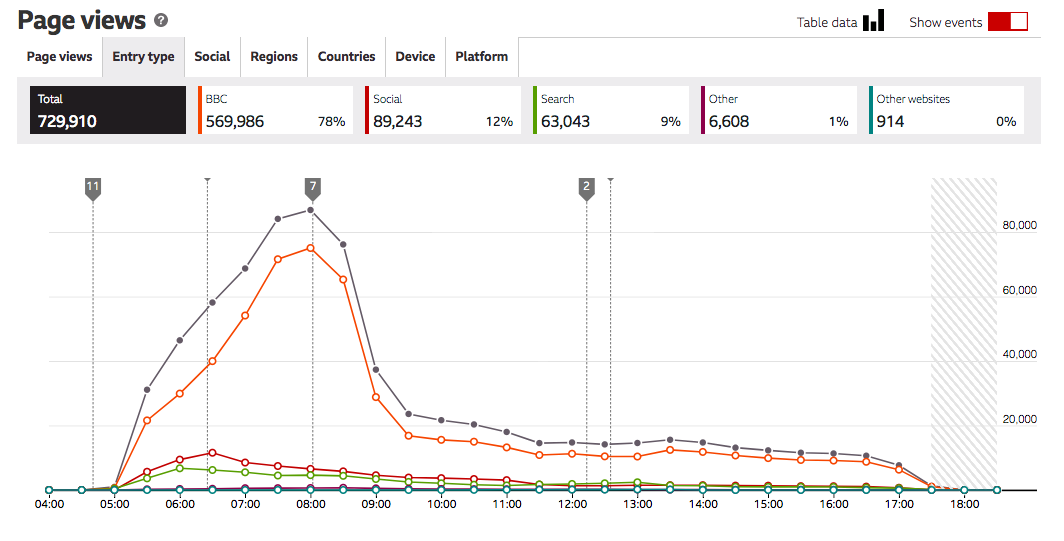 Page views ?
Table data Show events
Page views Entry type Social Regions Countries Device Platform
Total BBC Social Search Other Other websites
729,910 569,986 78% 89,243 12% 63,043 9% 6,608 1% 914 0%
11 7 2
80,000
60,000
40,000
20,000
04:00 05:00 06:00 07:00 08:00 09:00 10:00 11:00 12:00 13:00 14:00 15:00 16:00 17:00 18:00